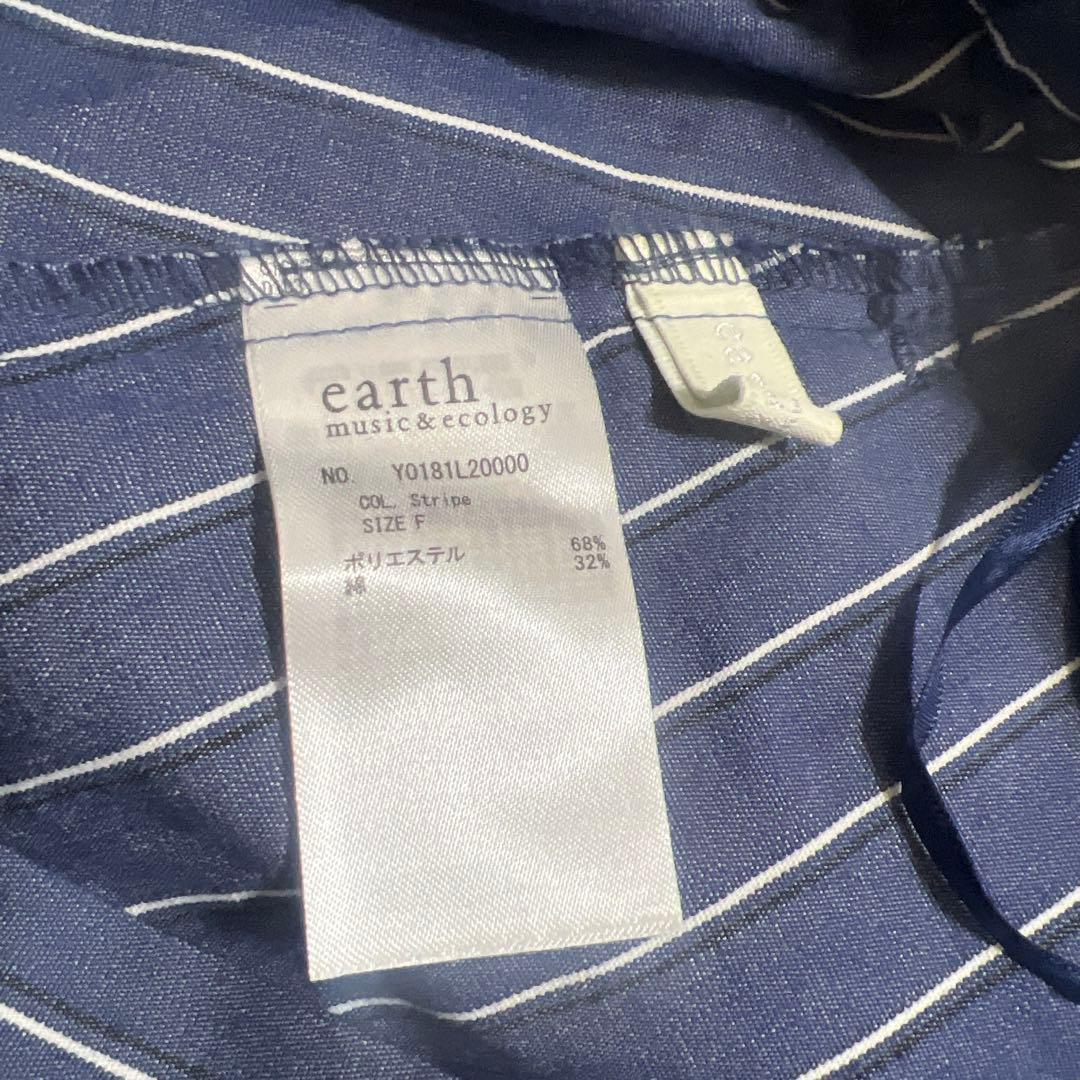 earth
music & ecology
NO. Y0181L20000
COL. Stripe
SIZE F
ポリエステル 68%
綿 32%